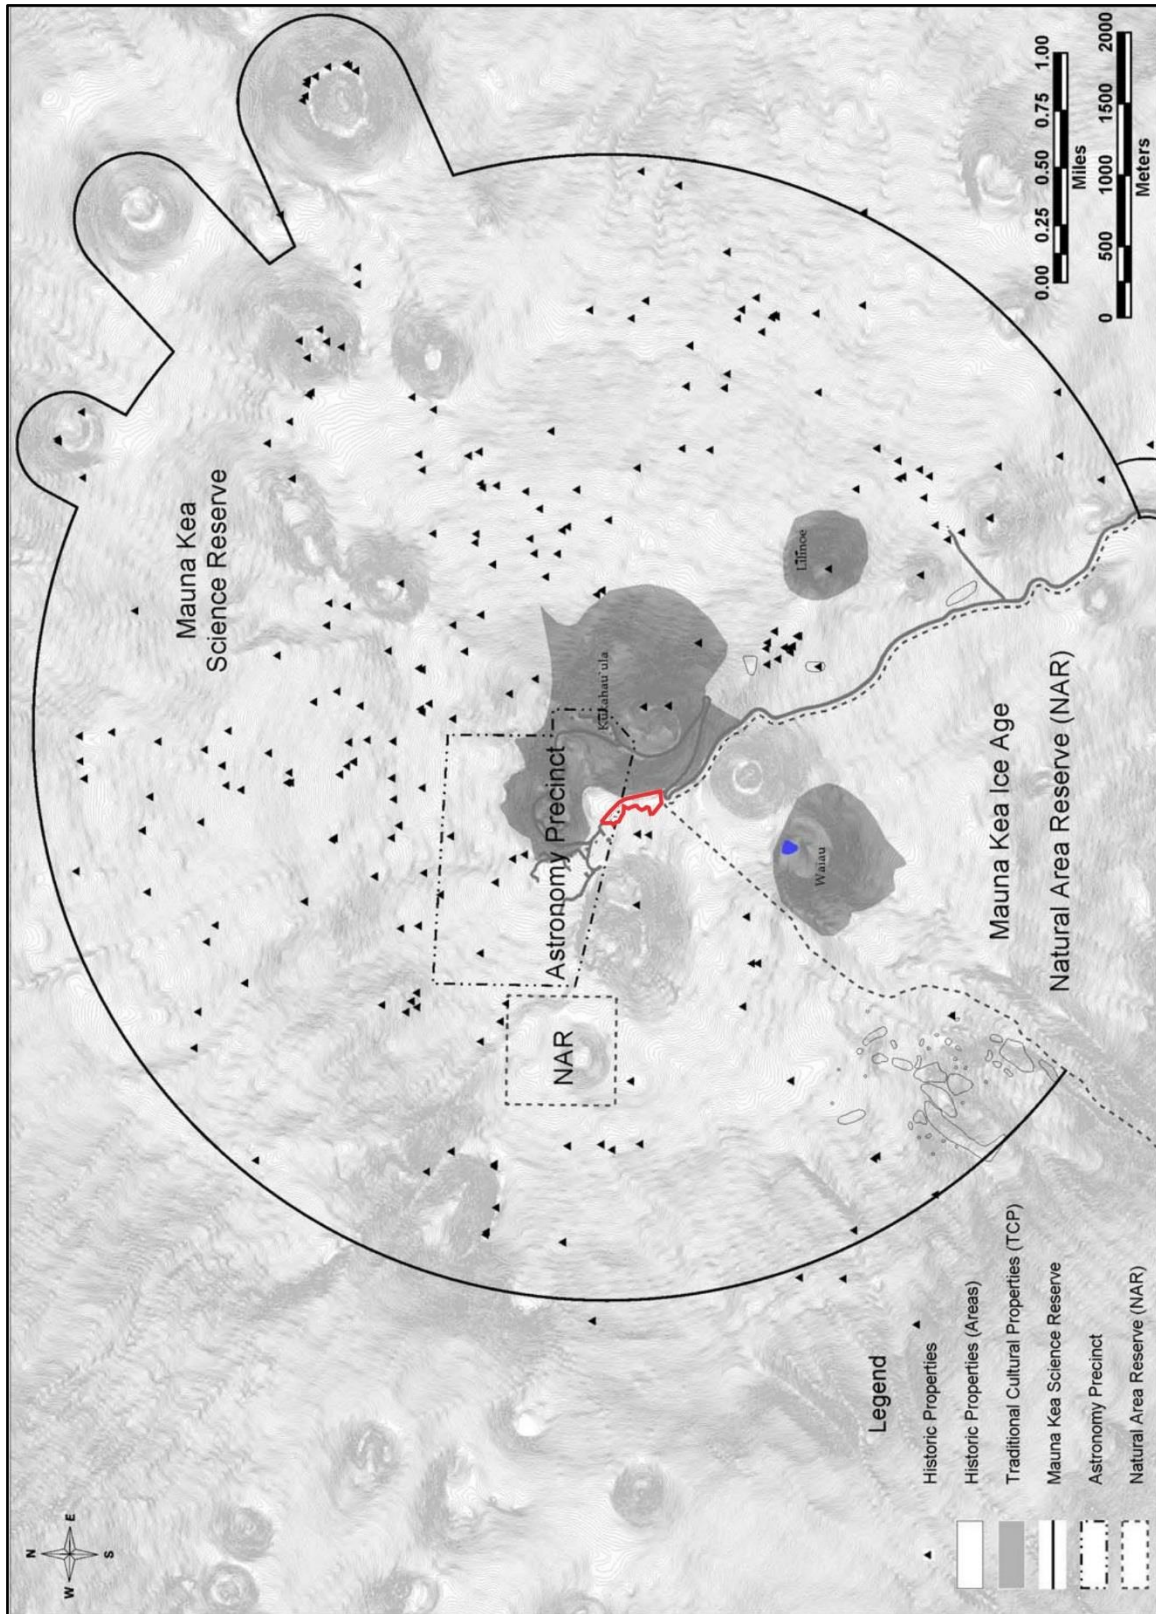 Mauna Kea
Science Reserve
Astronomy Precinct
NAR
Kūkahauʻula
Līlīnoe
Waiau
Mauna Kea Ice Age
Natural Area Reserve (NAR)
0.00 0.25 0.50 0.75 1.00
Miles
0 500 1000 1500 2000
Meters
N
W E
S
Legend
Historic Properties
Historic Properties (Areas)
Traditional Cultural Properties (TCP)
Mauna Kea Science Reserve
Astronomy Precinct
Natural Area Reserve (NAR)